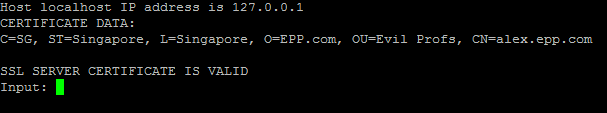 Host localhost IP address is 127.0.0.1
CERTIFICATE DATA:
C=SG, ST=Singapore, L=Singapore, O=EPP.com, OU=Evil Profs, CN=alex.epp.com
SSL SERVER CERTIFICATE IS VALID
Input: